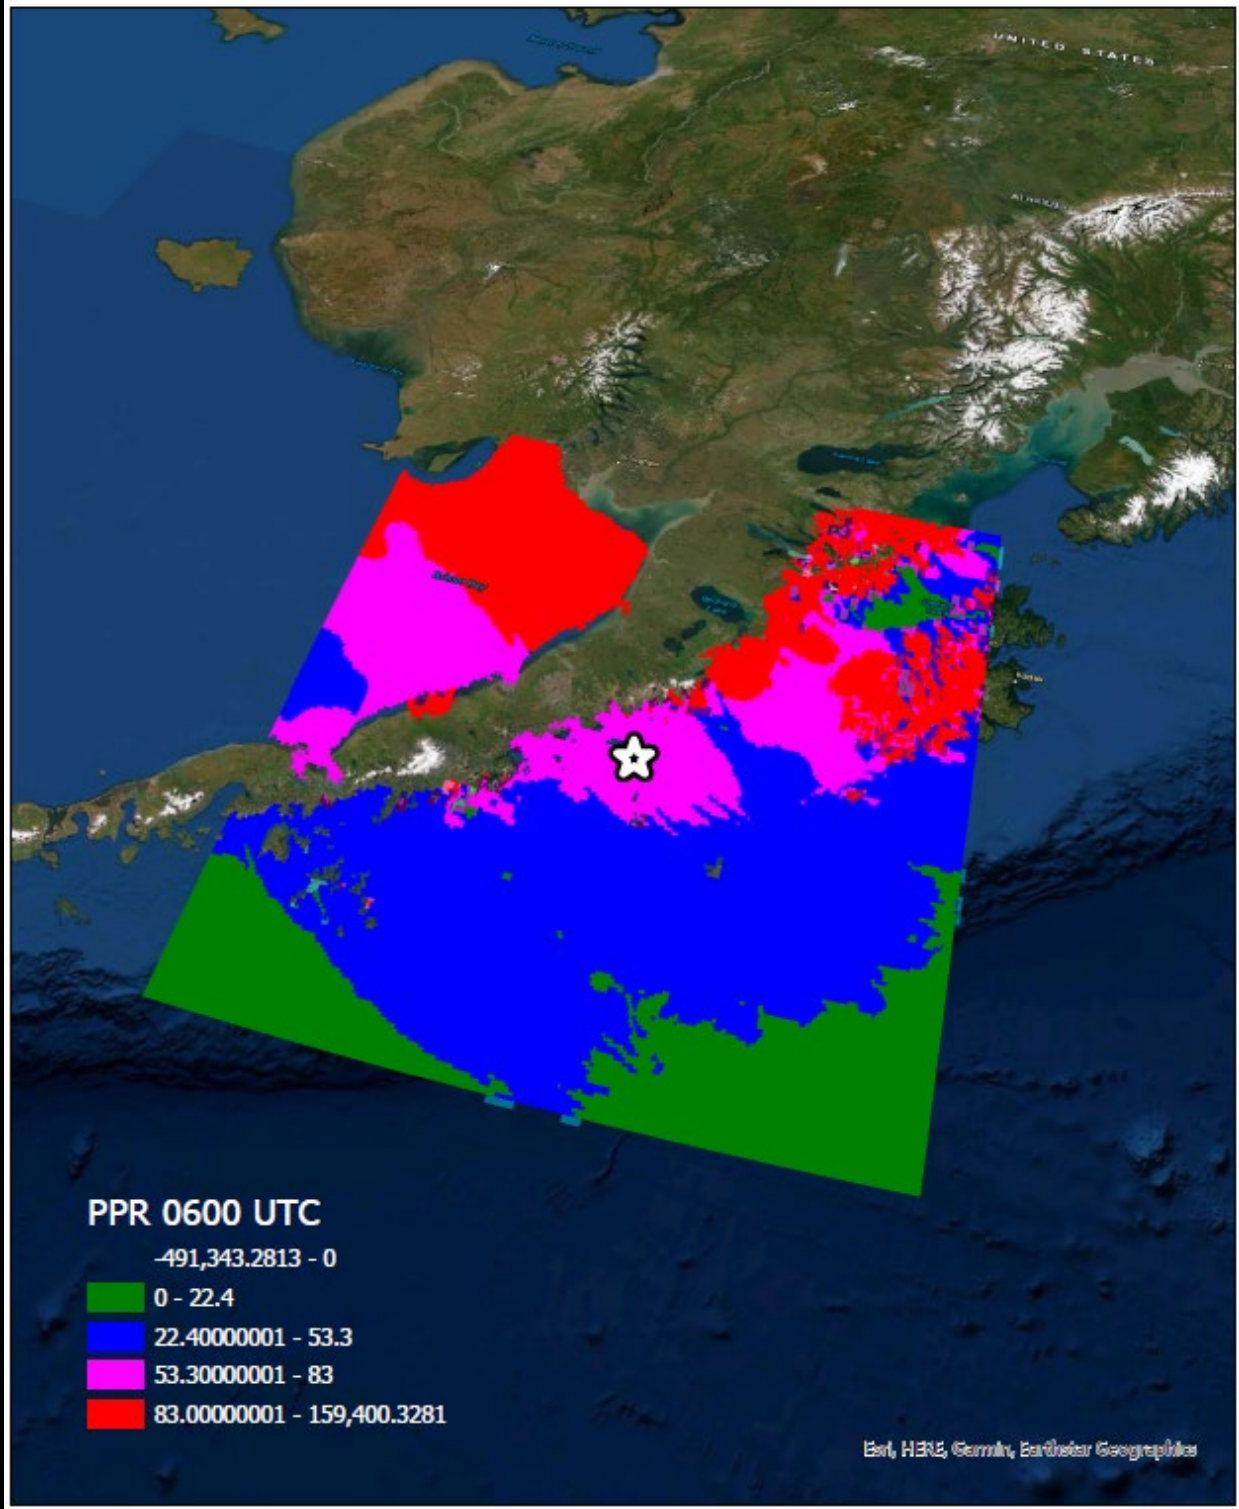 UNITED STATES
PPR 0600 UTC
-491,343.2813 - 0
0 - 22.4
22.40000001 - 53.3
53.30000001 - 83
83.00000001 - 159,400.3281
Esri, HERE, Garmin, Earthstar Geographics